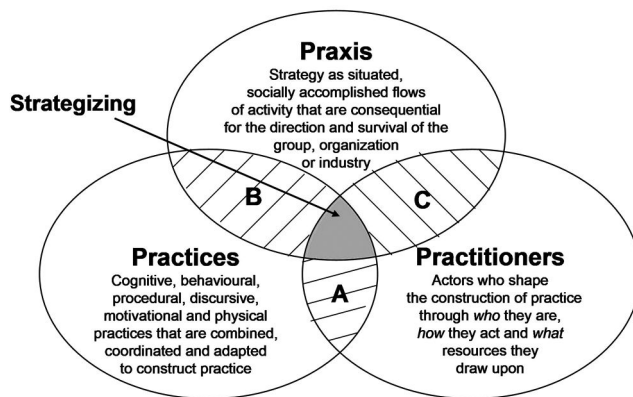 Praxis
Strategy as situated,
socially accomplished flows
of activity that are consequential
for the direction and survival of the
group, organization
or industry
Strategizing
B
C
Practices
Cognitive, behavioural,
procedural, discursive,
motivational and physical
practices that are combined,
coordinated and adapted
to construct practice
A
Practitioners
Actors who shape
the construction of practice
through who they are,
how they act and what
resources they
draw upon